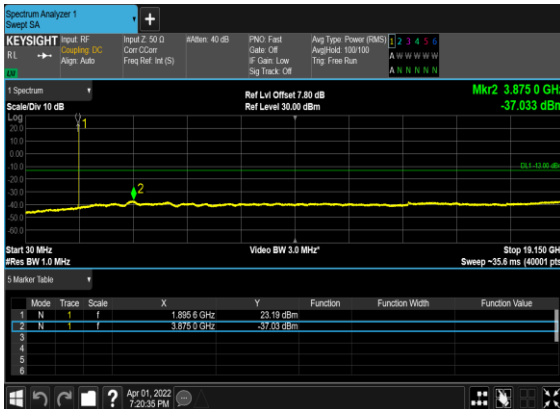 Spectrum Analyzer 1
Swept SA
+
KEYSIGHT Input: RF Input Z: 50 Ω #Atten: 40 dB PNO: Fast Avg Type: Power (RMS) 1 2 3 4 5 6
RL Coupling: DC Corr CCorr Gate: Off Avg|Hold: 100/100 A W W W W W
Align: Auto Freq Ref: Int (S) IF Gain: Low Trig: Free Run
Sig Track: Off A N N N N N
1 Spectrum Ref Lvl Offset 7.80 dB Mkr2 3.875 0 GHz
Scale/Div 10 dB Ref Level 30.00 dBm -37.033 dBm
Log
20.0
10.0
0.00
-10.0
-20.0
-30.0
-40.0
-50.0
-60.0
1
DL1 -13.00 dBm
2
Start 30 MHz Video BW 3.0 MHz* Stop 19.150 GHz
#Res BW 1.0 MHz Sweep ~35.6 ms (40001 pts)
5 Marker Table
Mode Trace Scale X Y Function Function Width Function Value
1 N 1 f 1.895 6 GHz 23.19 dBm
2 N 1 f 3.875 0 GHz -37.03 dBm
3
4
5
6
? Apr 01, 2022
7:20:35 PM